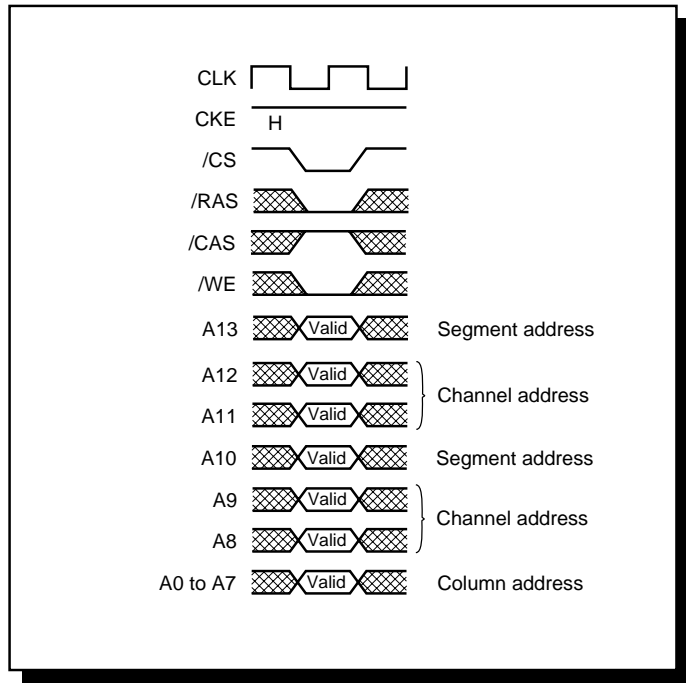 CLK
CKE H
/CS
/RAS
/CAS
/WE
A13 Valid Segment address
A12 Valid
Channel address
A11 Valid
A10 Valid Segment address
A9 Valid
Channel address
A8 Valid
A0 to A7 Valid Column address